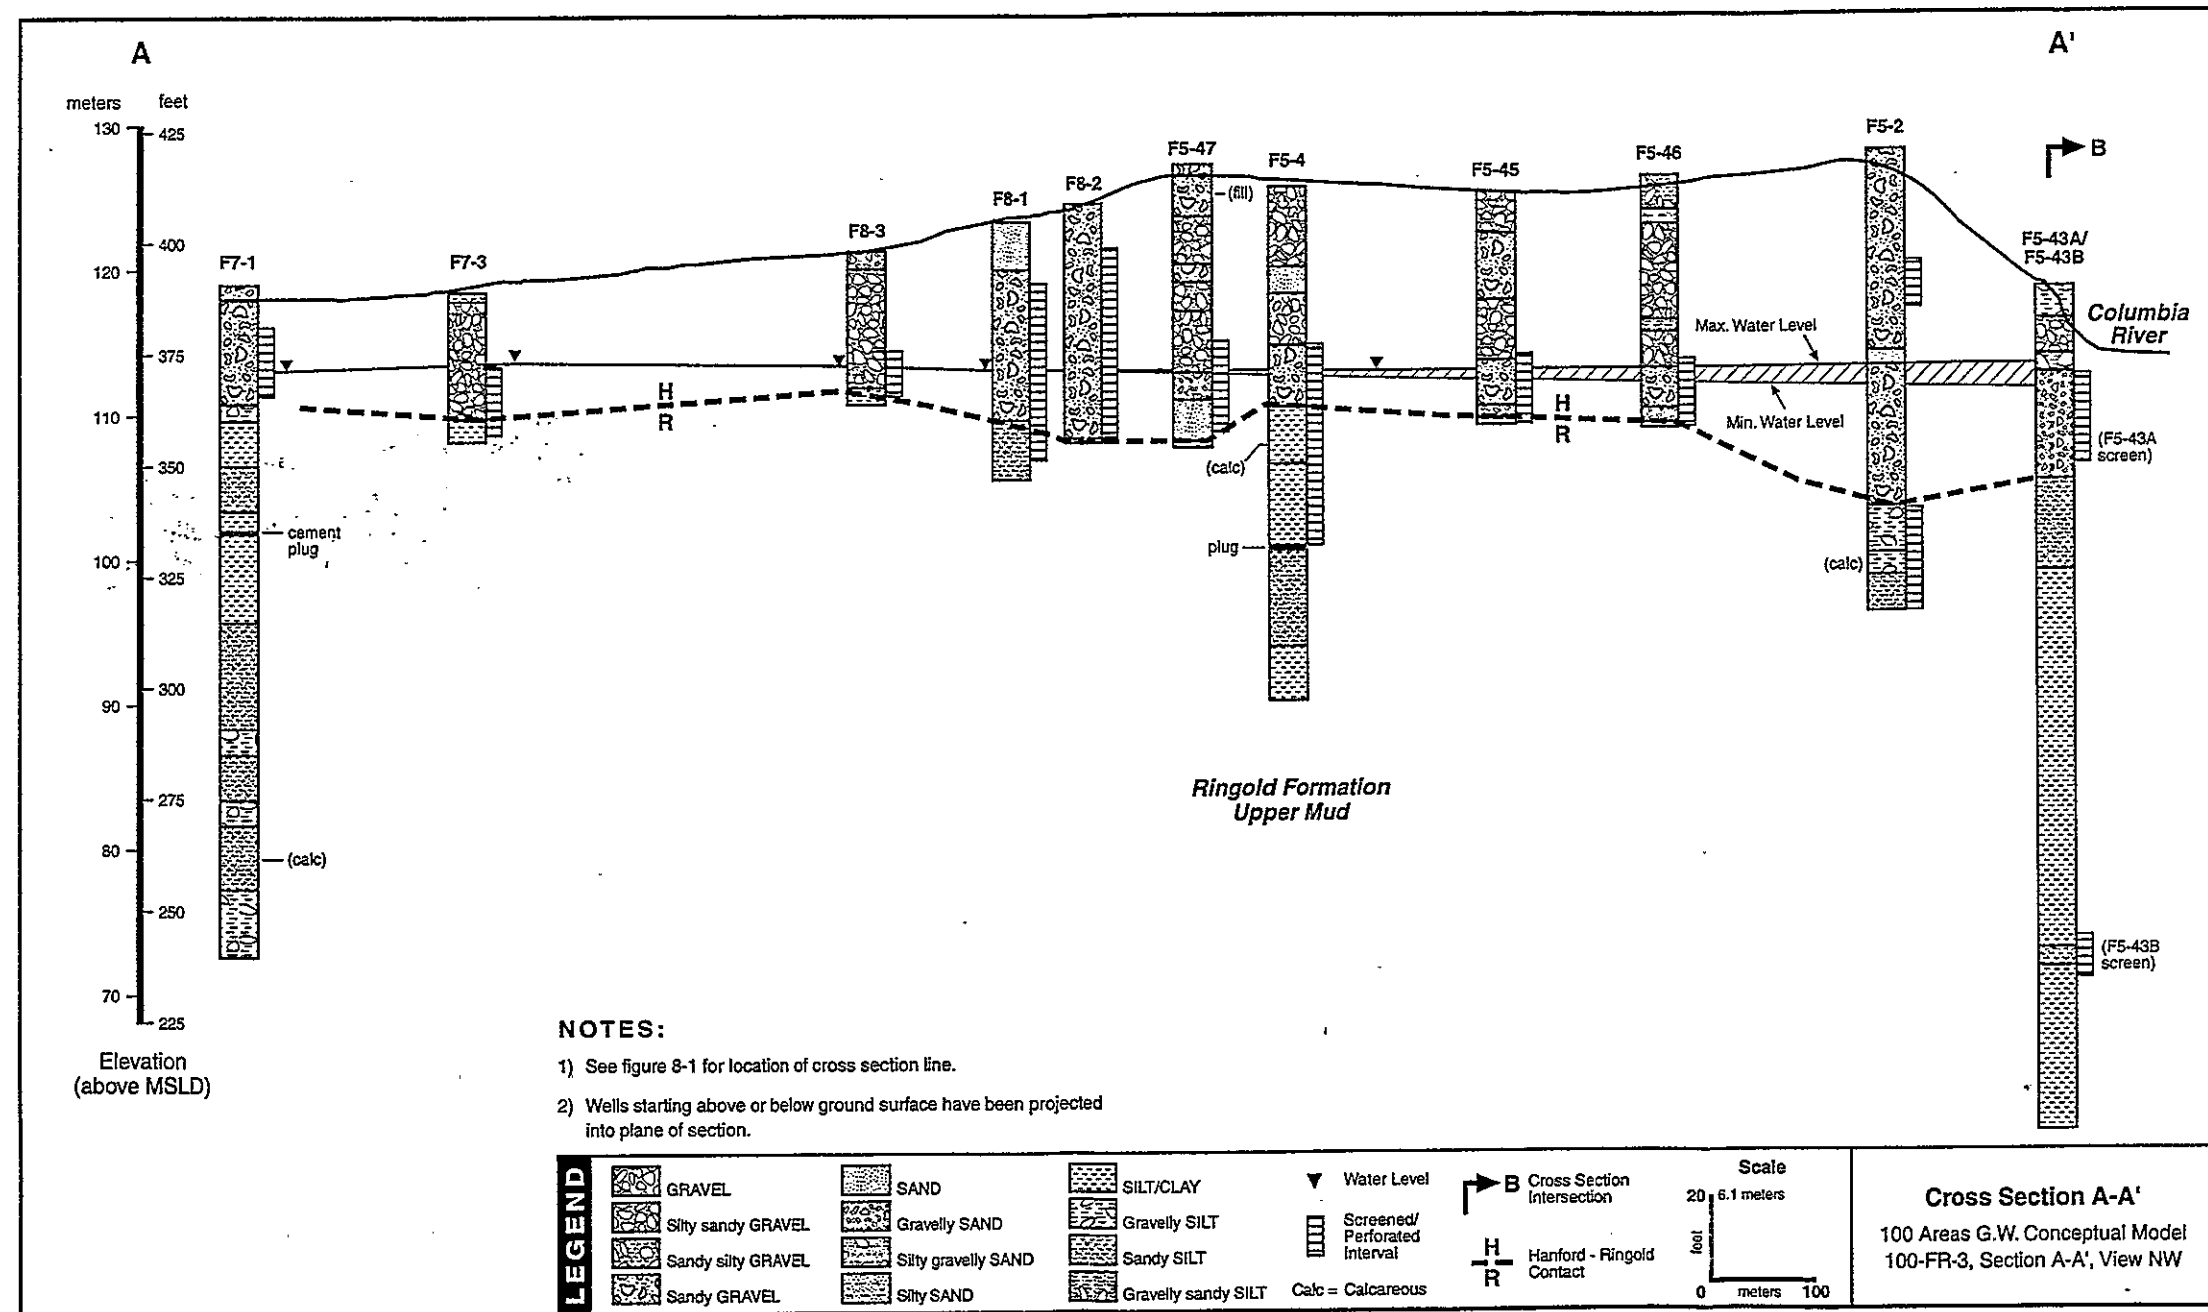 A
A'
meters feet
130
425
400
120
375
110
350
100
325
300
90
275
80
250
70
225
Elevation
(above MSLD)
F7-1
F7-3
F8-3
F8-1
F8-2
F5-47
F5-4
F5-45
F5-46
F5-2
B
F5-43A/
F5-43B
Columbia
River
(fill)
Max. Water Level
Min. Water Level
H
R
H
R
(calc)
plug
cement
plug
(calc)
(calc)
(F5-43A
screen)
(F5-43B
screen)
Ringold Formation
Upper Mud
NOTES:
1) See figure 8-1 for location of cross section line.
2) Wells starting above or below ground surface have been projected
into plane of section.
LEGEND
GRAVEL
Silty sandy GRAVEL
Sandy silty GRAVEL
Sandy GRAVEL
SAND
Gravelly SAND
Silty gravelly SAND
Silty SAND
SILT/CLAY
Gravelly SILT
Sandy SILT
Gravelly sandy SILT
Water Level
Screened/
Perforated
Interval
Calc = Calcareous
B Cross Section
Intersection
H
R
Hanford - Ringold
Contact
Scale
20 6.1 meters
feet
0 meters 100
Cross Section A-A'
100 Areas G.W. Conceptual Model
100-FR-3, Section A-A', View NW